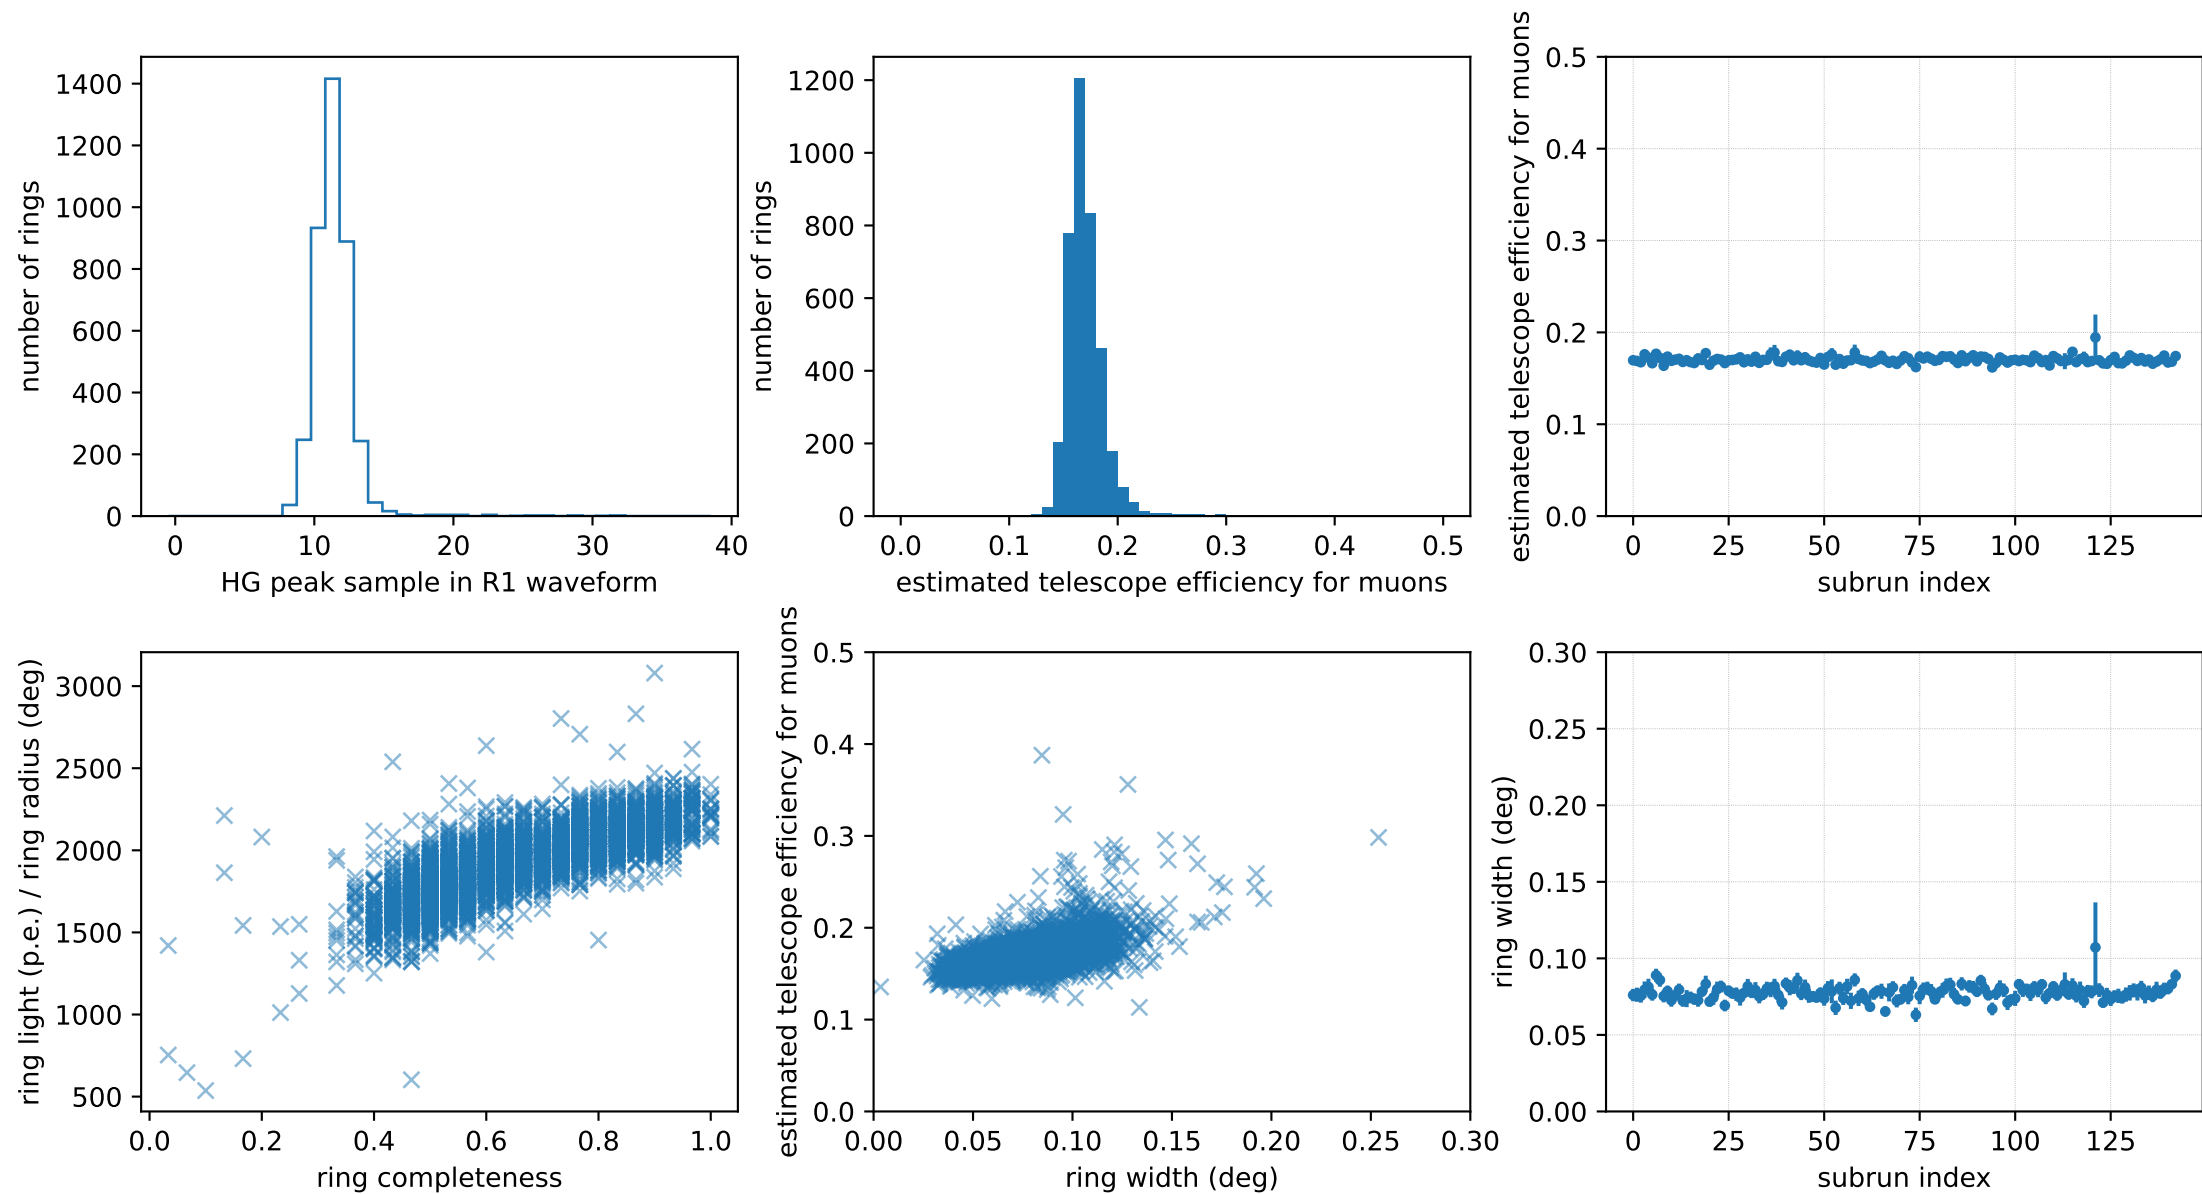 number of rings
1400
1200
1000
800
600
400
200
0
0 10 20 30 40
HG peak sample in R1 waveform
number of rings
1200
1000
800
600
400
200
0
0.0 0.1 0.2 0.3 0.4 0.5
estimated telescope efficiency for muons
estimated telescope efficiency for muons
0.5
0.4
0.3
0.2
0.1
0.0
0 25 50 75 100 125
subrun index
ring light (p.e.) / ring radius (deg)
3000
2500
2000
1500
1000
500
0.0 0.2 0.4 0.6 0.8 1.0
ring completeness
estimated telescope efficiency for muons
0.5
0.4
0.3
0.2
0.1
0.0
0.00 0.05 0.10 0.15 0.20 0.25 0.30
ring width (deg)
ring width (deg)
0.30
0.25
0.20
0.15
0.10
0.05
0.00
0 25 50 75 100 125
subrun index